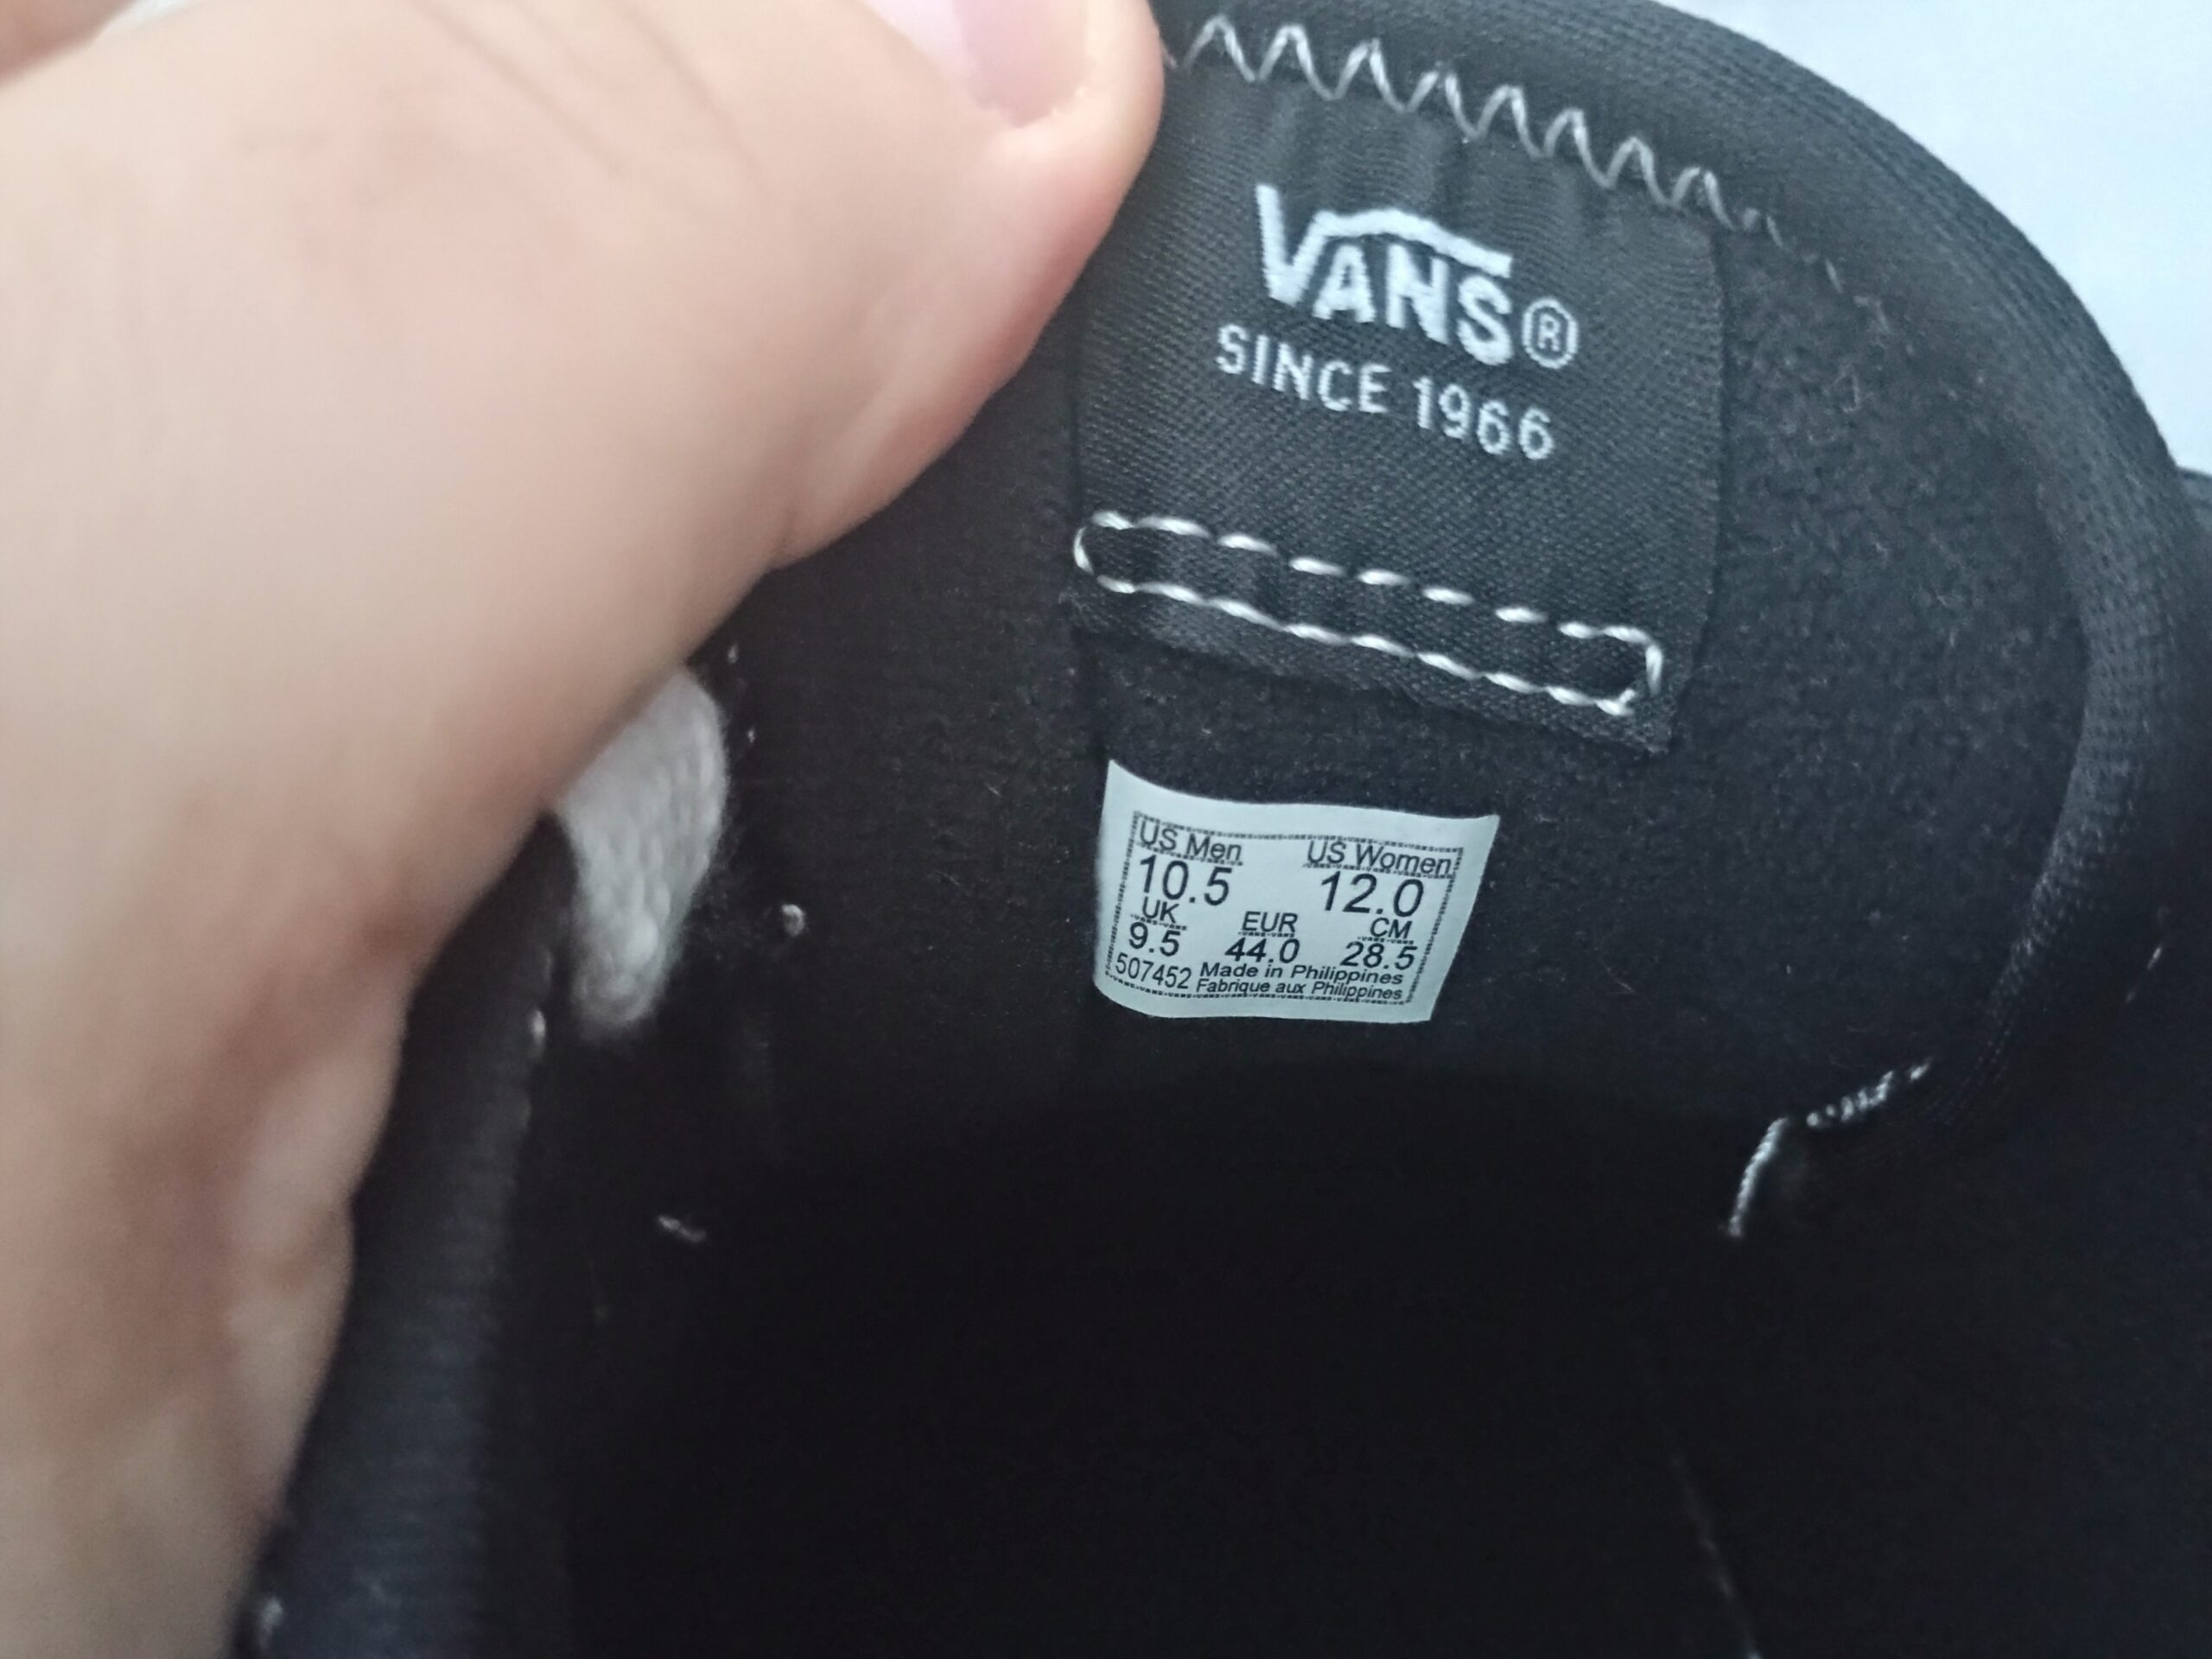 VANS®
SINCE 1966
US Men US Women
10.5 12.0
UK EUR CM
9.5 44.0 28.5
507452 Made in Philippines
Fabrique aux Philippines